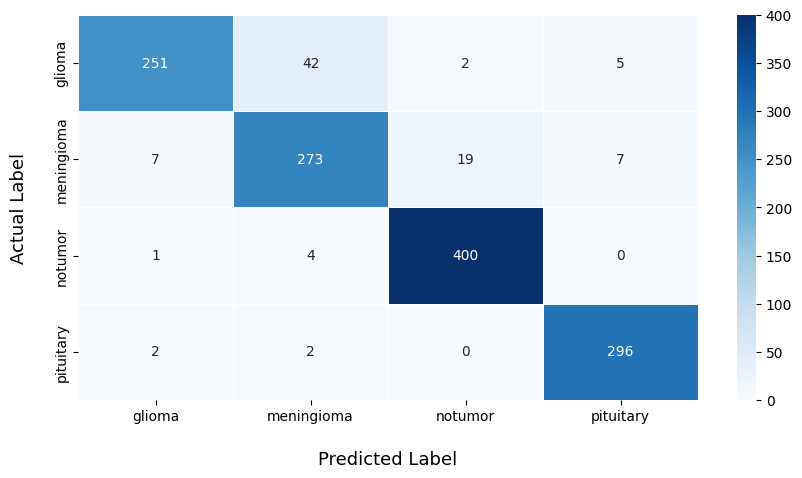 Actual Label
glioma
251 42 2 5
meningioma
7 273 19 7
notumor
1 4 400 0
pituitary
2 2 0 296
glioma meningioma notumor pituitary
Predicted Label
400
350
300
250
200
150
100
50
0